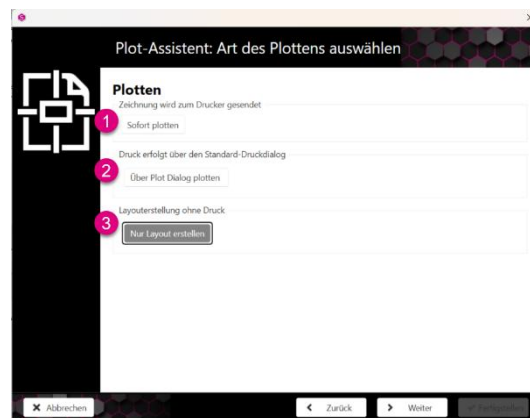 Plot-Assistent: Art des Plottens auswählen
Plotten
Zeichnung wird zum Drucker gesendet
1
Sofort plotten
Druck erfolgt über den Standard-Druckdialog
2
Über Plot Dialog plotten
Layouterstellung ohne Druck
3
Nur Layout erstellen
Abbrechen
Zurück
Weiter
Fertigstellen